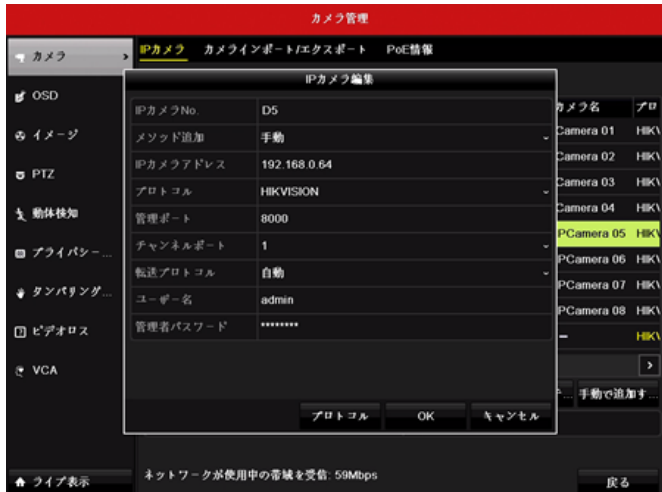 カメラ管理
カメラ
IPカメラ カメラインポート/エクスポート PoE情報
IPカメラ編集
OSD
イメージ
PTZ
動体検知
プライバシー...
タンパリング...
ビデオロス
VCA
IPカメラNo. D5
メソッド追加 手動
IPカメラアドレス 192.168.0.64
プロトコル HIKVISION
管理ポート 8000
チャンネルポート 1
転送プロトコル 自動
ユーザー名 admin
管理者パスワード ********
プロトコル OK キャンセル
カメラ名 プロ
Camera 01 HIK
Camera 02 HIK
Camera 03 HIK
Camera 04 HIK
PCamera 05 HIK
PCamera 06 HIK
PCamera 07 HIK
PCamera 08 HIK
– HIK
... 手動で追加す...
ネットワークが使用中の帯域を受信: 59Mbps
ライブ表示
戻る